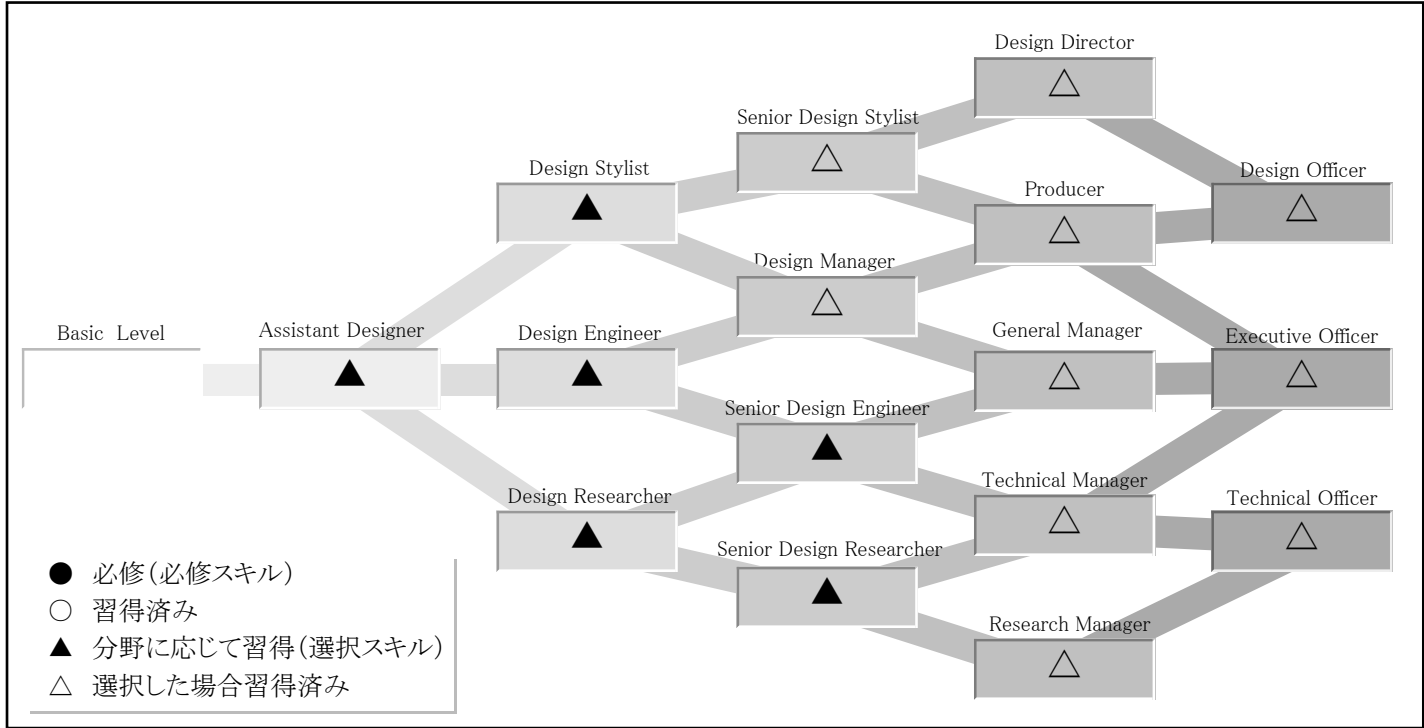 Design Director
▲ △
Senior Design Stylist
△
Design Stylist
▲
Design Officer
△
Producer
△
Design Manager
△
Basic Level
Assistant Designer
▲
Design Engineer
▲
General Manager
△
Executive Officer
△
Senior Design Engineer
▲
Design Researcher
▲
Technical Manager
△
Technical Officer
△
Senior Design Researcher
▲
Research Manager
△
● 必修(必修スキル)
○ 習得済み
▲ 分野に応じて習得(選択スキル)
△ 選択した場合習得済み